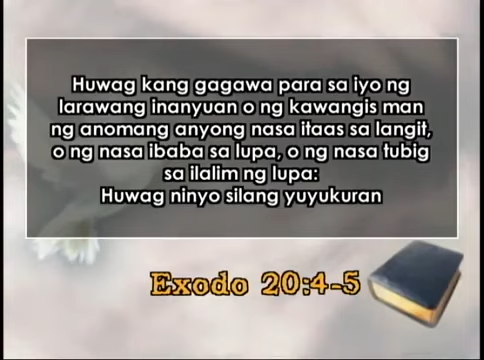 Huwag kang gagawa para sa iyo ng
larawang inanyuan o ng kawangis man
ng anomang anyong nasa itaas sa langit,
o ng nasa ibaba sa lupa, o ng nasa tubig
sa ilalim ng lupa:
Huwag ninyo silang yuyukuran
Exodo 20:4-5